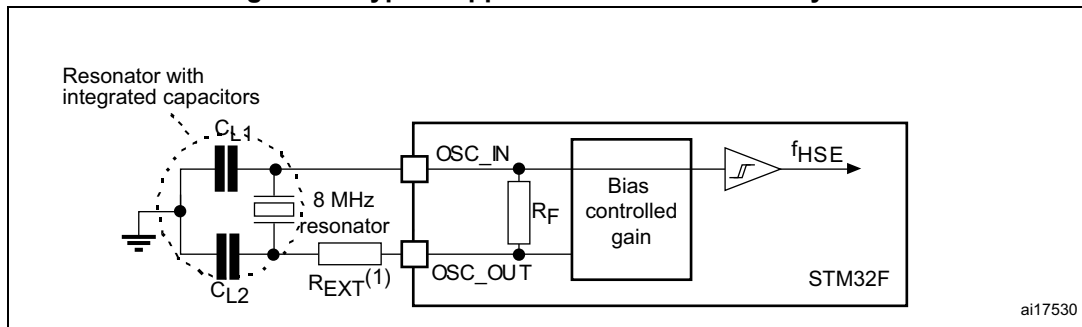 Resonator with
integrated capacitors
CL1
OSC_IN
fHSE
8 MHz
resonator
RF
Bias
controlled
gain
REXT(1)
OSC_OUT
STM32F
CL2
ai17530